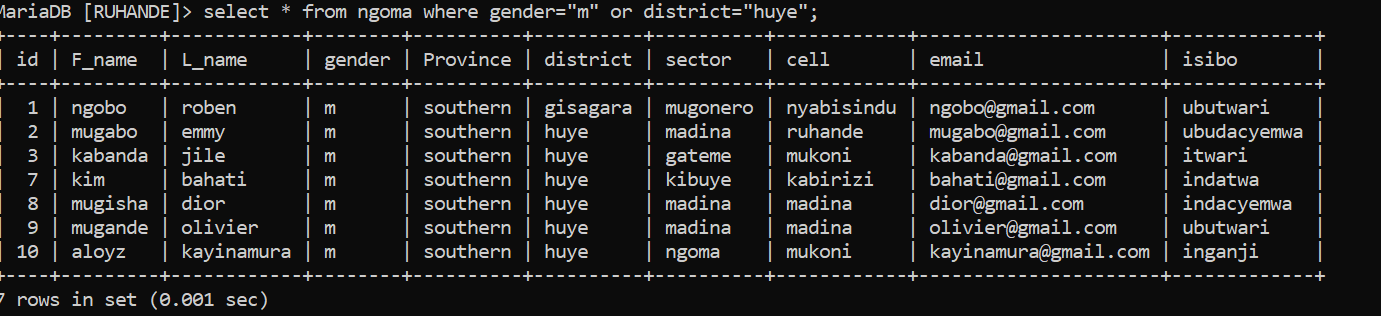 MariaDB [RUHANDE]> select * from ngoma where gender="m" or district="huye";
+----+---------+------------+--------+----------+----------+----------+------------+----------------------+-------------+
| id | F_name  | L_name     | gender | Province | district | sector   | cell       | email                | isibo       |
+----+---------+------------+--------+----------+----------+----------+------------+----------------------+-------------+
|  1 | ngobo   | roben      | m      | southern | gisagara | mugonero | nyabisindu | ngobo@gmail.com      | ubutwari    |
|  2 | mugabo  | emmy       | m      | southern | huye     | madina   | ruhande    | mugabo@gmail.com     | ubudacyemwa |
|  3 | kabanda | jile       | m      | southern | huye     | gateme   | mukoni     | kabanda@gmail.com    | itwari      |
|  7 | kim     | bahati     | m      | southern | huye     | kibuye   | kabirizi   | bahati@gmail.com     | indatwa     |
|  8 | mugisha | dior       | m      | southern | huye     | madina   | madina     | dior@gmail.com       | indacyemwa  |
|  9 | mugande | olivier    | m      | southern | huye     | madina   | madina     | olivier@gmail.com    | ubutwari    |
| 10 | aloyz   | kayinamura | m      | southern | huye     | ngoma    | mukoni     | kayinamura@gmail.com | inganji     |
+----+---------+------------+--------+----------+----------+----------+------------+----------------------+-------------+
7 rows in set (0.001 sec)